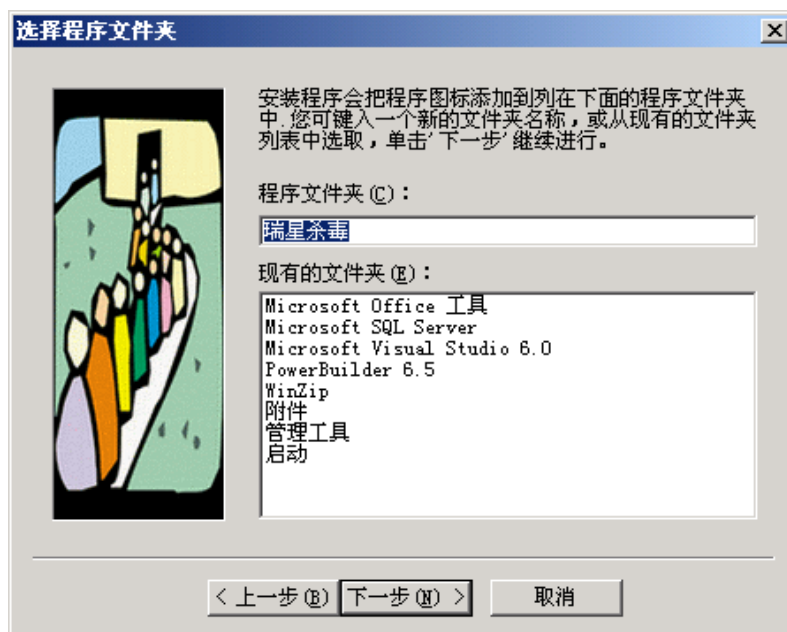 选择程序文件夹
安装程序会把程序图标添加到列在下面的程序文件夹
中.您可键入一个新的文件夹名称，或从现有的文件夹
列表中选取，单击'下一步'继续进行。
程序文件夹(C)：
瑞星杀毒
现有的文件夹(E)：
Microsoft Office 工具
Microsoft SQL Server
Microsoft Visual Studio 6.0
PowerBuilder 6.5
WinZip
附件
管理工具
启动
< 上一步(B) 下一步(N) > 取消